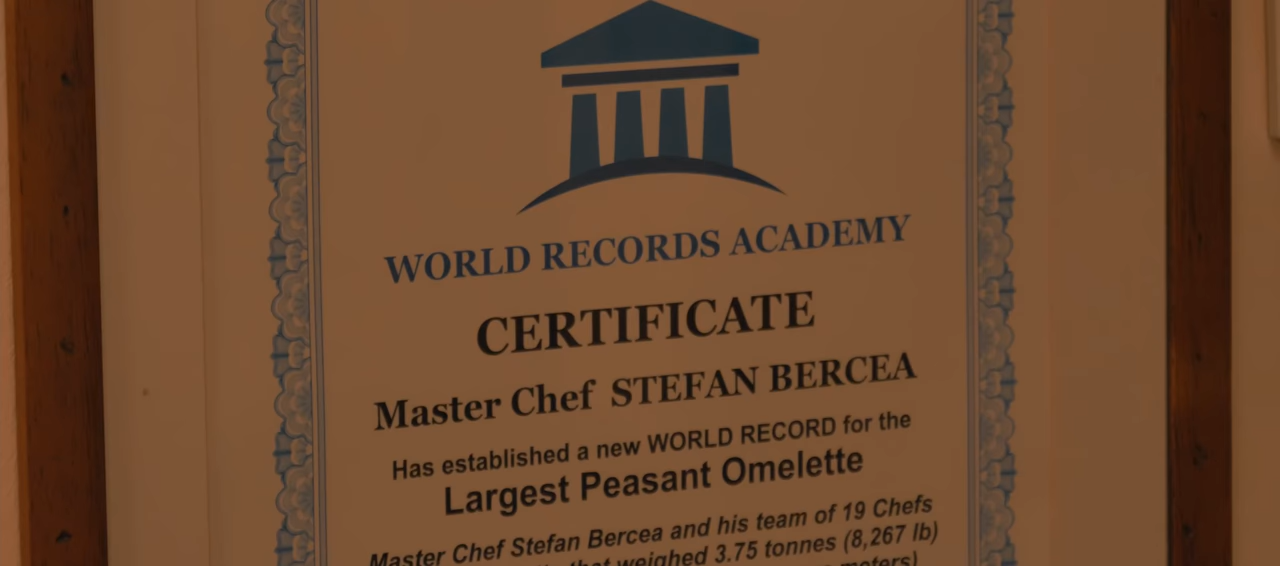 WORLD RECORDS ACADEMY
CERTIFICATE
Master Chef STEFAN BERCEA
Has established a new WORLD RECORD for the
Largest Peasant Omelette
Master Chef Stefan Bercea and his team of 19 Chefs
that weighed 3.75 tonnes (8,267 lb)
meters)